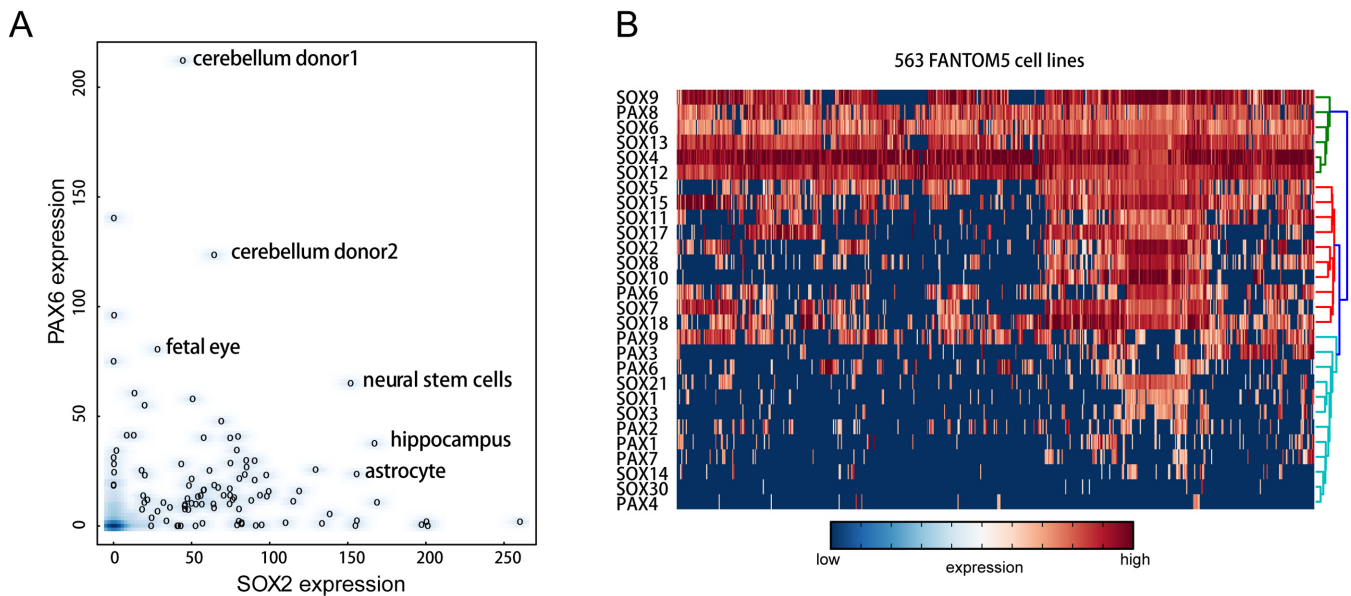 A
cerebellum donor1
cerebellum donor2
fetal eye
neural stem cells
hippocampus
astrocyte
PAX6 expression
0
50
100
150
200
0
50
100
150
200
250
SOX2 expression
B
563 FANTOM5 cell lines
SOX9
PAX8
SOX6
SOX13
SOX4
SOX12
SOX5
SOX15
SOX11
SOX17
SOX2
SOX8
SOX10
PAX6
SOX7
SOX18
PAX9
PAX3
PAX6
SOX21
SOX1
SOX3
PAX2
PAX1
PAX7
SOX14
SOX30
PAX4
low
expression
high